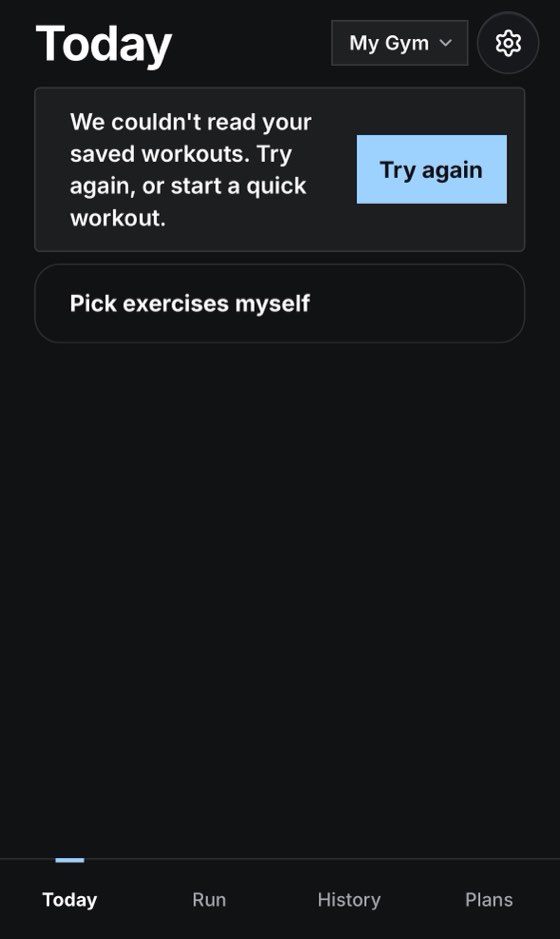 Today
My Gym
We couldn't read your
saved workouts. Try
again, or start a quick
workout.
Try again
Pick exercises myself
Today
Run
History
Plans